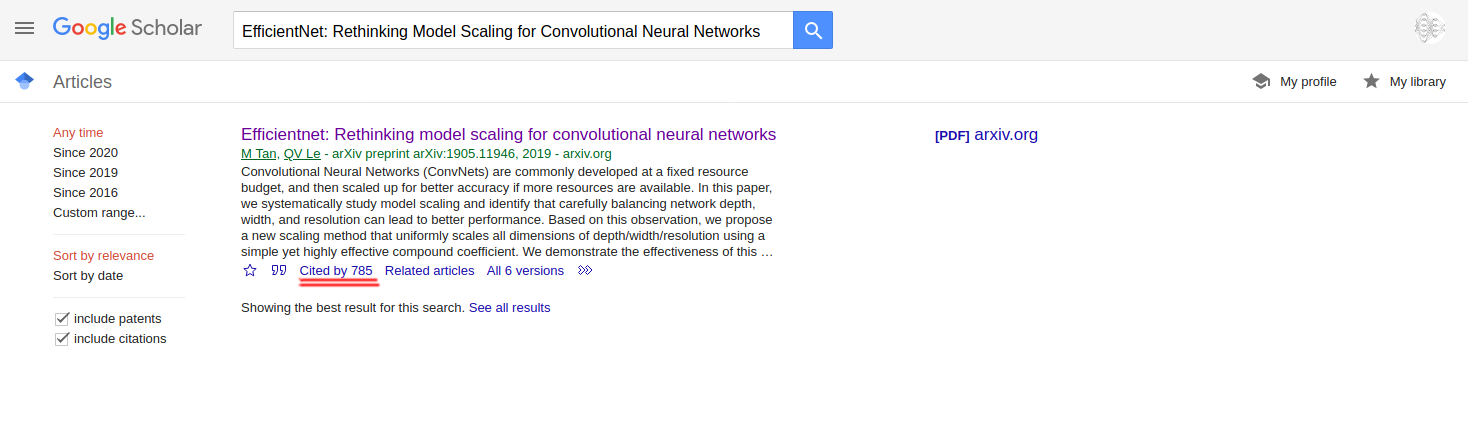 Google Scholar
EfficientNet: Rethinking Model Scaling for Convolutional Neural Networks
Articles
My profile
My library
Any time
Since 2020
Since 2019
Since 2016
Custom range...
Sort by relevance
Sort by date
include patents
include citations
Efficientnet: Rethinking model scaling for convolutional neural networks
M Tan, QV Le - arXiv preprint arXiv:1905.11946, 2019 - arxiv.org
Convolutional Neural Networks (ConvNets) are commonly developed at a fixed resource
budget, and then scaled up for better accuracy if more resources are available. In this paper,
we systematically study model scaling and identify that carefully balancing network depth,
width, and resolution can lead to better performance. Based on this observation, we propose
a new scaling method that uniformly scales all dimensions of depth/width/resolution using a
simple yet highly effective compound coefficient. We demonstrate the effectiveness of this …
Cited by 785 Related articles All 6 versions
Showing the best result for this search. See all results
[PDF] arxiv.org